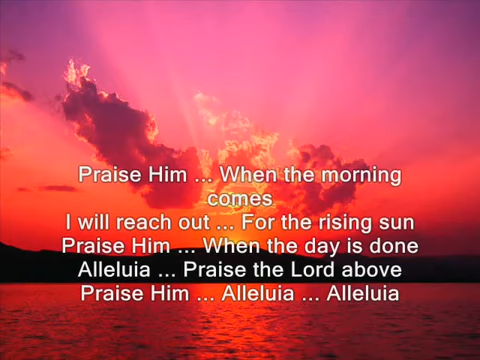 Praise Him ... When the morning
comes
I will reach out ... For the rising sun
Praise Him ... When the day is done
Alleluia ... Praise the Lord above
Praise Him ... Alleluia ... Alleluia